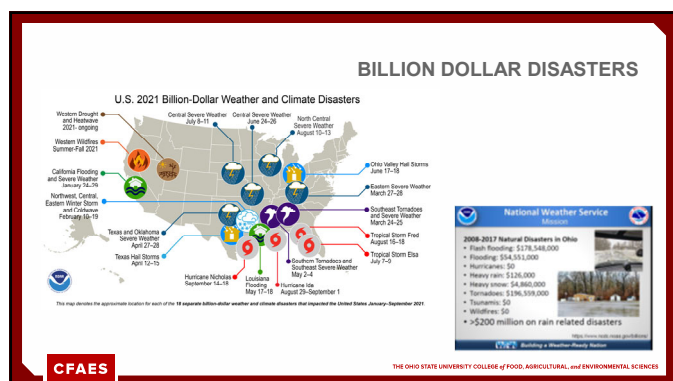 BILLION DOLLAR DISASTERS
U.S. 2021 Billion-Dollar Weather and Climate Disasters
Western Drought
and Heatwave
2021- ongoing
Central Severe Weather
July 8–11
Central Severe Weather
June 24–26
North Central
Severe Weather
August 10–13
Western Wildfires
Summer-Fall 2021
California Flooding
and Severe Weather
January 24–29
Northwest, Central,
Eastern Winter Storm
and Coldwave
February 10–19
Texas and Oklahoma
Severe Weather
April 27–28
Texas Hail Storms
April 12–15
Ohio Valley Hail Storms
June 17–18
Eastern Severe Weather
March 27–28
Southeast Tornadoes
and Severe Weather
March 24–25
Tropical Storm Fred
August 16–18
Tropical Storm Elsa
July 7–9
Southern Tornadoes and
Southeast Severe Weather
May 2–4
Hurricane Nicholas
September 14–18
Louisiana
Flooding
May 17–18
Hurricane Ida
August 29–September 1
This map denotes the approximate location for each of the 18 separate billion-dollar weather and climate disasters that impacted the United States January–September 2021.
National Weather Service
Mission
2008-2017 Natural Disasters in Ohio
• Flash flooding: $178,548,000
• Flooding: $54,551,000
• Hurricanes: $0
• Heavy rain: $126,000
• Heavy snow: $4,860,000
• Tornadoes: $196,559,000
• Tsunamis: $0
• Wildfires: $0
• >$200 million on rain related disasters
Building a Weather-Ready Nation
CFAES
THE OHIO STATE UNIVERSITY COLLEGE of FOOD, AGRICULTURAL, and ENVIRONMENTAL SCIENCES